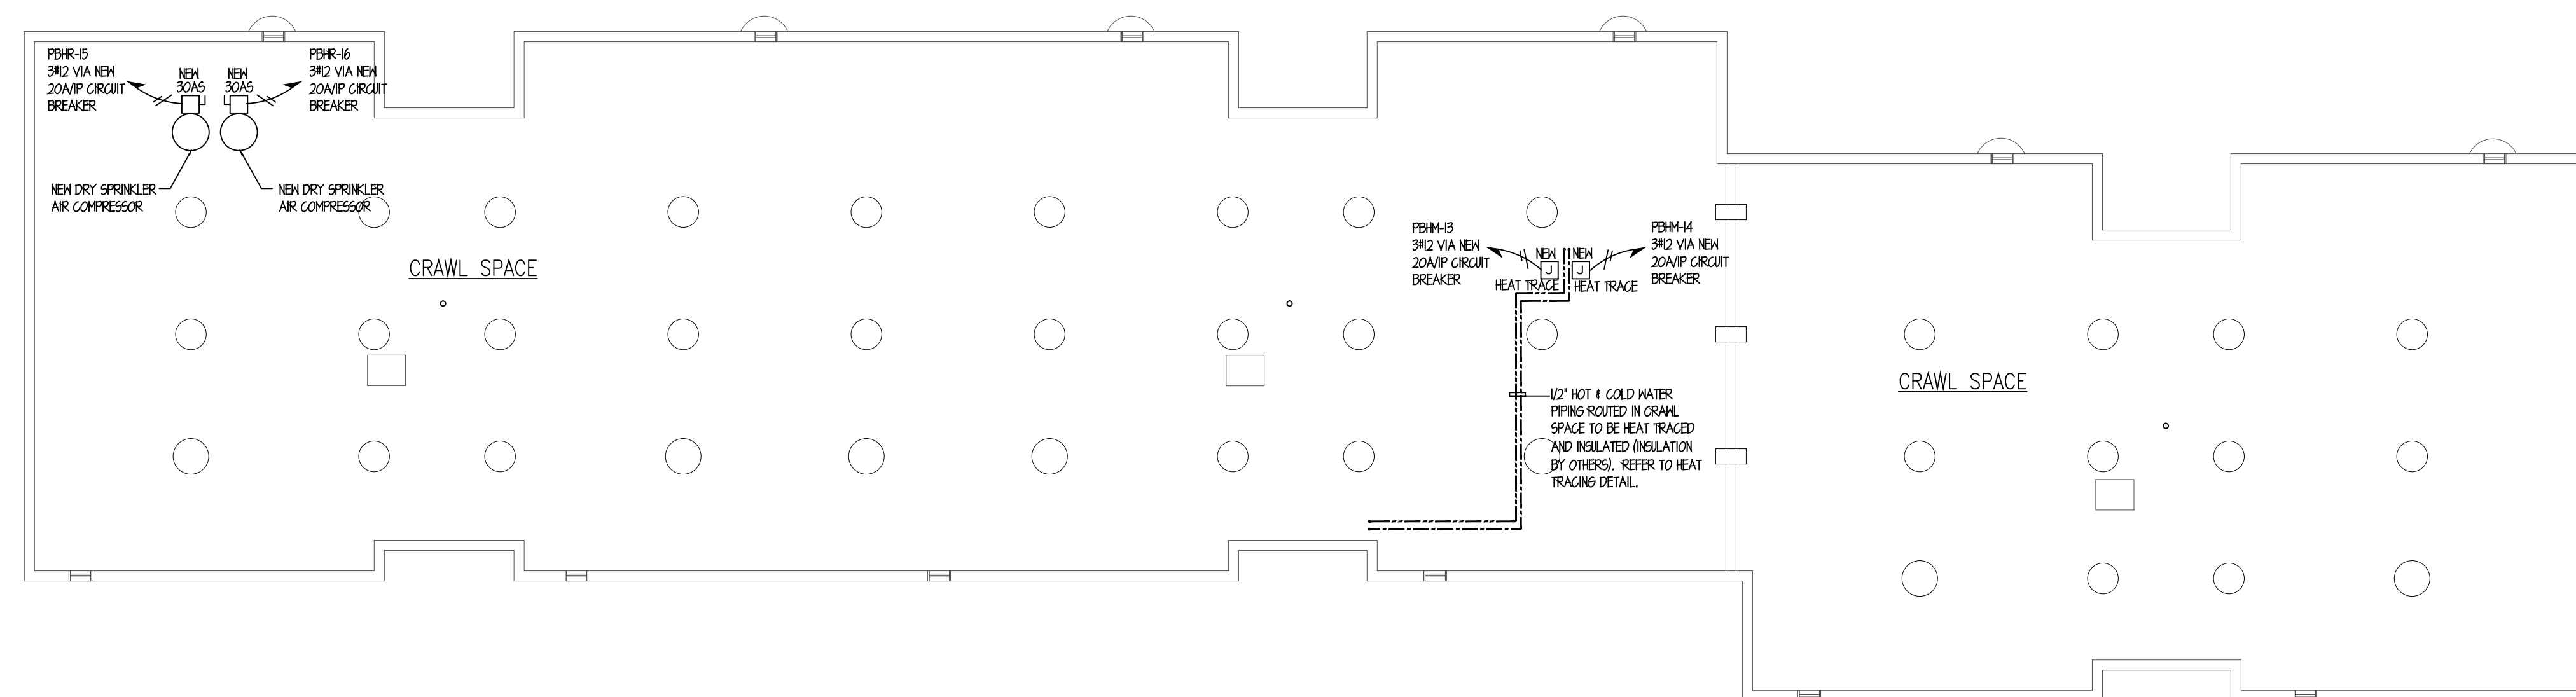 PBHR-15
3#12 VIA NEW
20A/1P CIRCUIT
BREAKER
NEW
30AS
NEW
30AS
PBHR-16
3#12 VIA NEW
20A/1P CIRCUIT
BREAKER
NEW DRY SPRINKLER
AIR COMPRESSOR
NEW DRY SPRINKLER
AIR COMPRESSOR
CRAWL SPACE
PBHM-13
3#12 VIA NEW
20A/1P CIRCUIT
BREAKER
NEW
J
HEAT TRACE
NEW
J
HEAT TRACE
PBHM-14
3#12 VIA NEW
20A/1P CIRCUIT
BREAKER
1/2" HOT & COLD WATER
PIPING ROUTED IN CRAWL
SPACE TO BE HEAT TRACED
AND INSULATED (INSULATION
BY OTHERS). REFER TO HEAT
TRACING DETAIL.
CRAWL SPACE